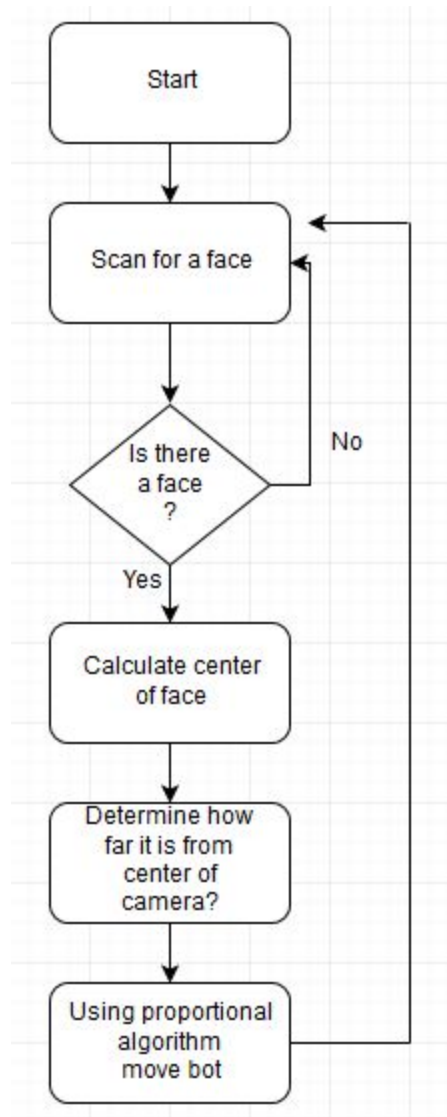 Start
Scan for a face
Is there
a face
?
No
Yes
Calculate center
of face
Determine how
far it is from
center of
camera?
Using proportional
algorithm
move bot